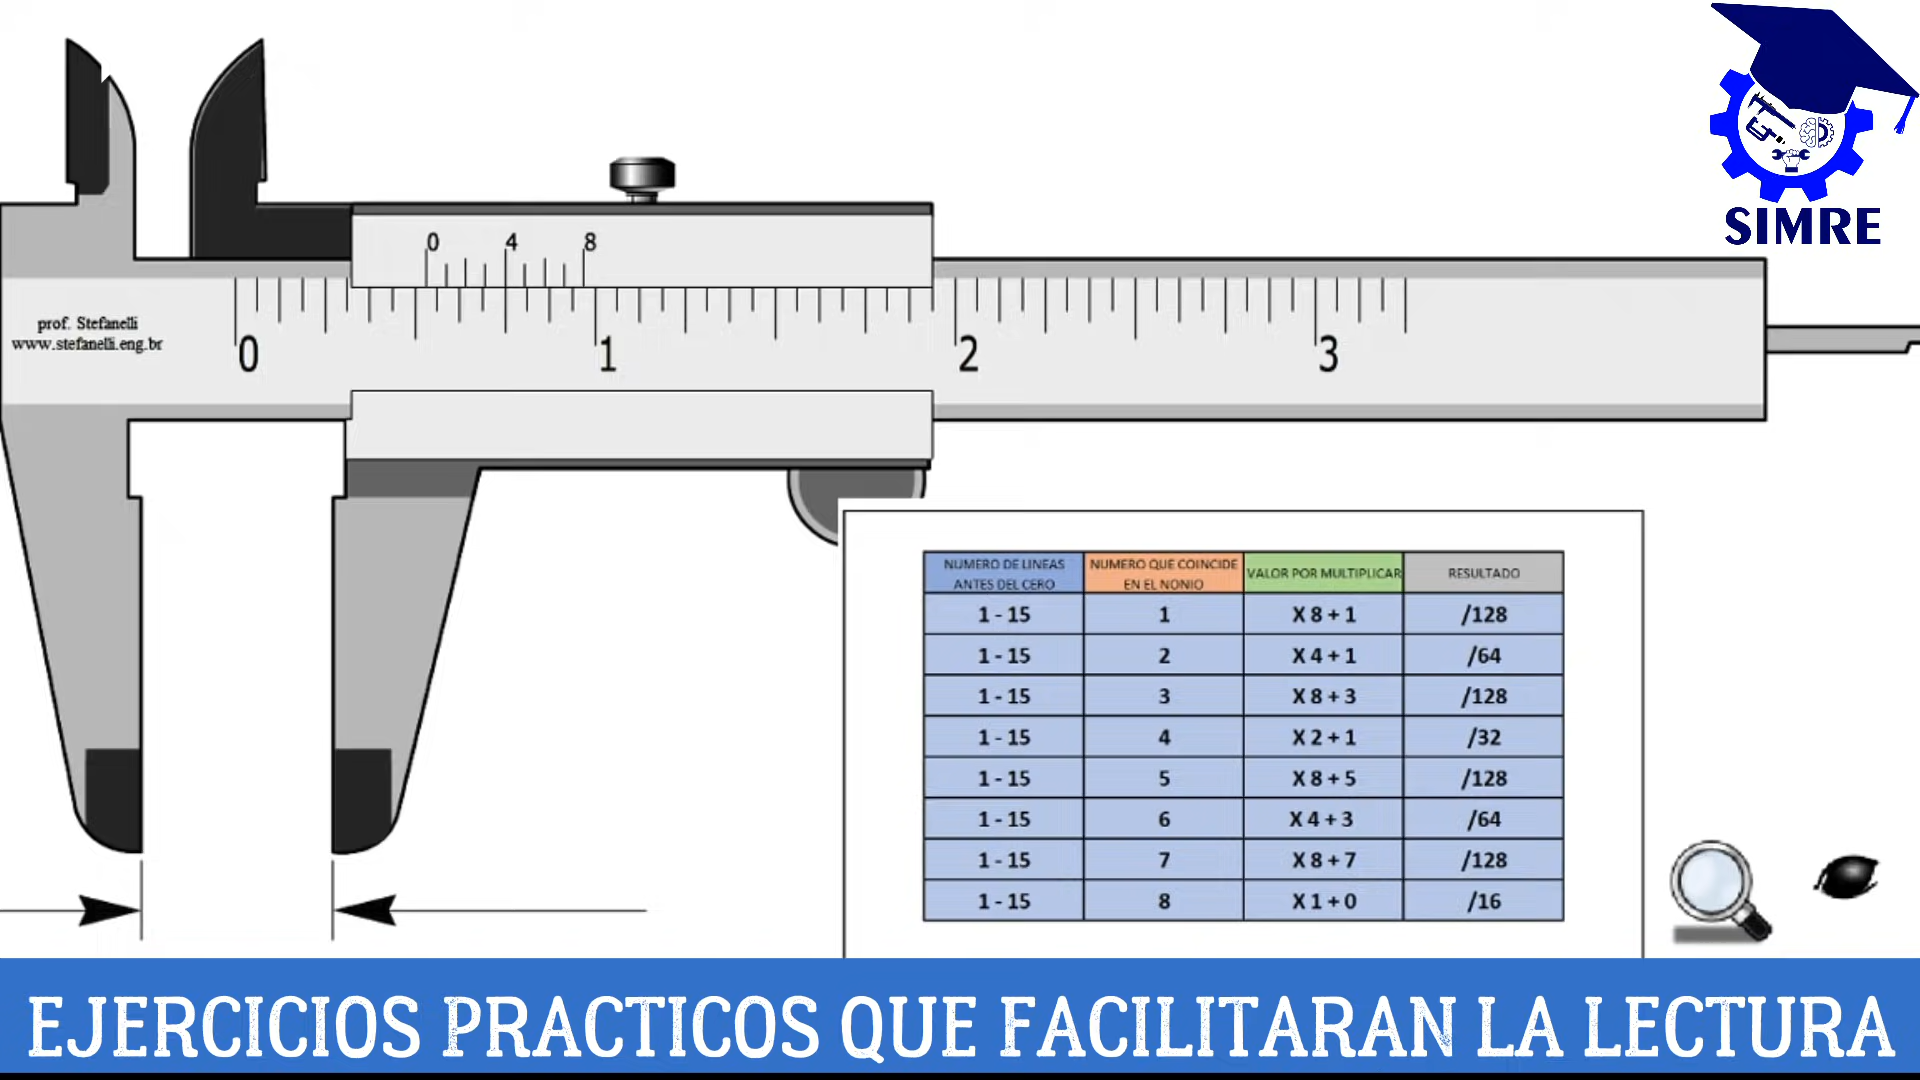 SIMRE
0 4 8
prof. Stefanelli
www.stefanelli.eng.br
0 1 2 3
NUMERO DE LINEAS ANTES DEL CERO NUMERO QUE COINCIDE EN EL NONIO VALOR POR MULTIPLICAR RESULTADO
1 - 15 1 X 8 + 1 /128
1 - 15 2 X 4 + 1 /64
1 - 15 3 X 8 + 3 /128
1 - 15 4 X 2 + 1 /32
1 - 15 5 X 8 + 5 /128
1 - 15 6 X 4 + 3 /64
1 - 15 7 X 8 + 7 /128
1 - 15 8 X 1 + 0 /16
EJERCICIOS PRACTICOS QUE FACILITARAN LA LECTURA